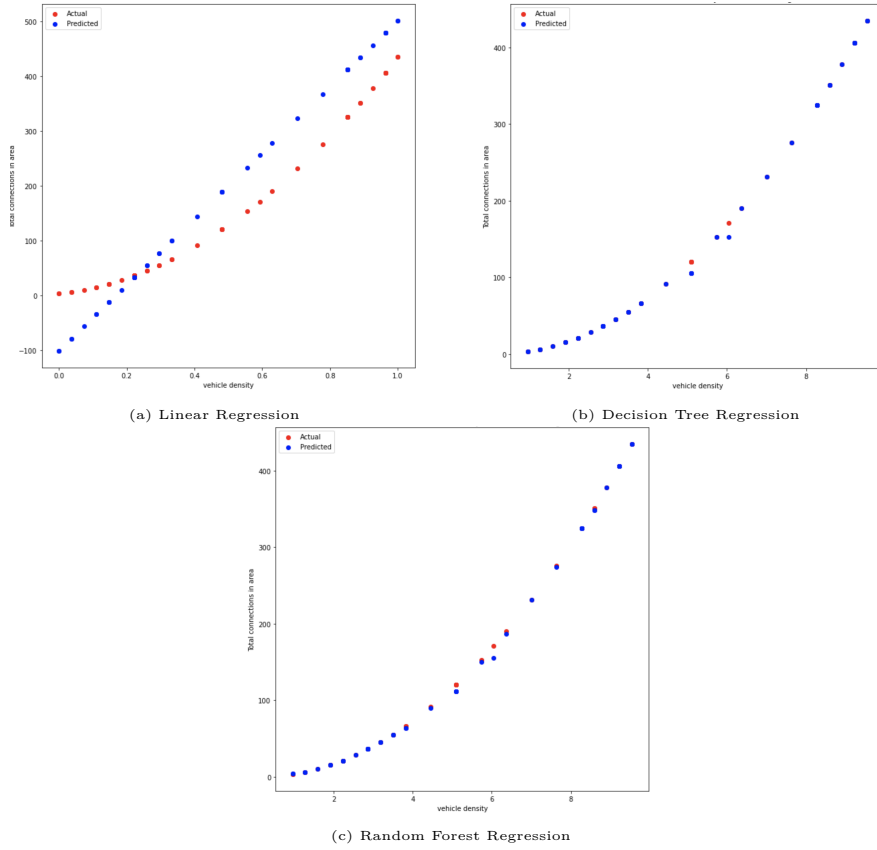 Actual
Predicted
500
400
300
200
100
0
−100
Total connections in area
0.0 0.2 0.4 0.6 0.8 1.0
vehicle density
(a) Linear Regression
Actual
Predicted
400
300
200
100
0
Total connections in area
2 4 6 8
vehicle density
(b) Decision Tree Regression
Actual
Predicted
400
300
200
100
0
Total connections in area
2 4 6 8
vehicle density
(c) Random Forest Regression